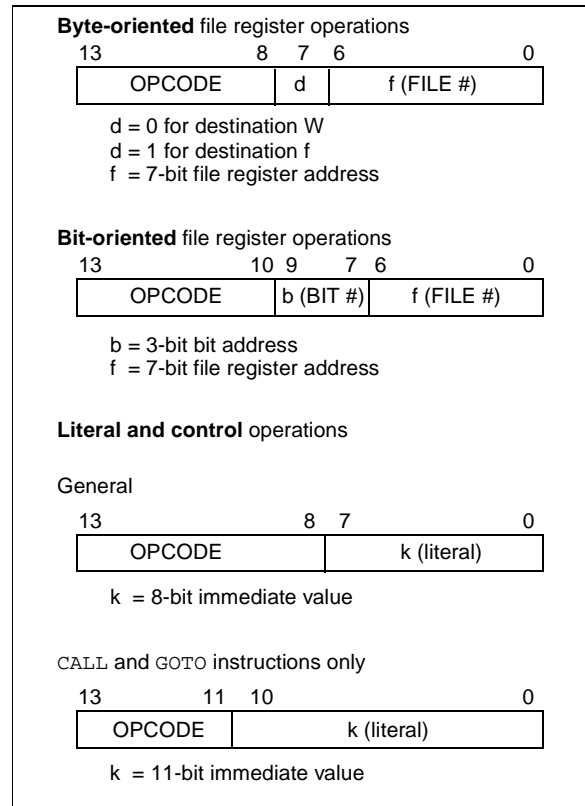 Byte-oriented file register operations
13 8 7 6 0
OPCODE d f (FILE #)
d = 0 for destination W
d = 1 for destination f
f = 7-bit file register address
Bit-oriented file register operations
13 10 9 7 6 0
OPCODE b (BIT #) f (FILE #)
b = 3-bit bit address
f = 7-bit file register address
Literal and control operations
General
13 8 7 0
OPCODE k (literal)
k = 8-bit immediate value
CALL and GOTO instructions only
13 11 10 0
OPCODE k (literal)
k = 11-bit immediate value